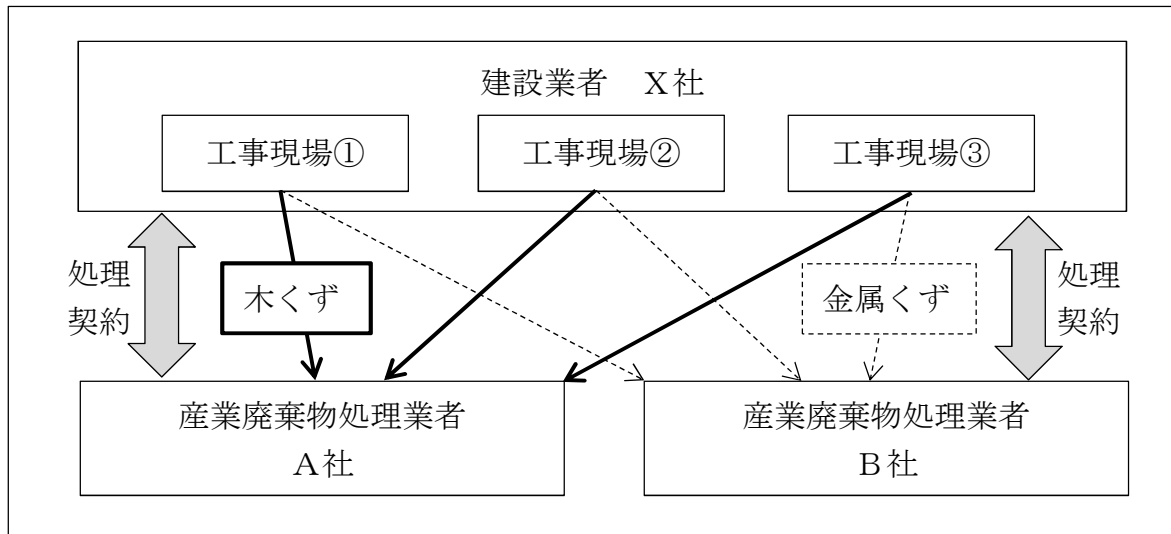 建設業者　X社
工事現場①
工事現場②
工事現場③
処理
契約
木くず
金属くず
処理
契約
産業廃棄物処理業者
A社
産業廃棄物処理業者
B社